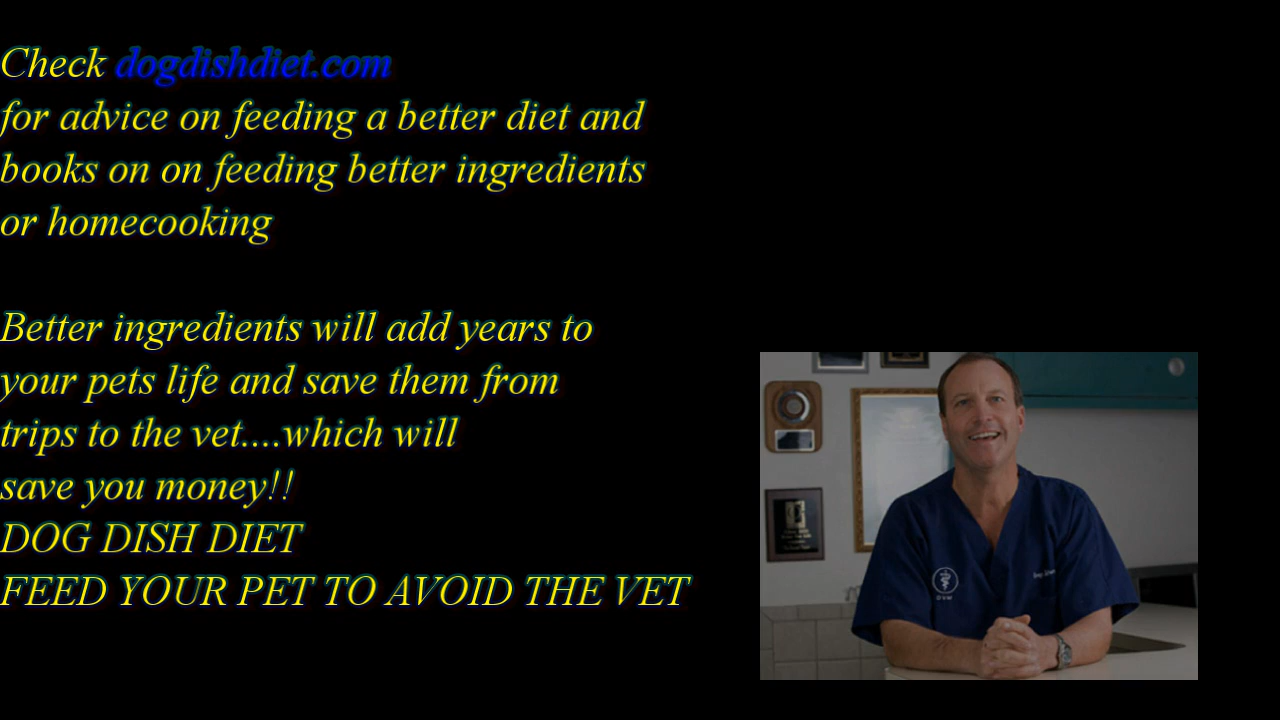 Check dogdishdiet.com
for advice on feeding a better diet and
books on on feeding better ingredients
or homecooking
Better ingredients will add years to
your pets life and save them from
trips to the vet....which will
save you money!!
DOG DISH DIET
FEED YOUR PET TO AVOID THE VET